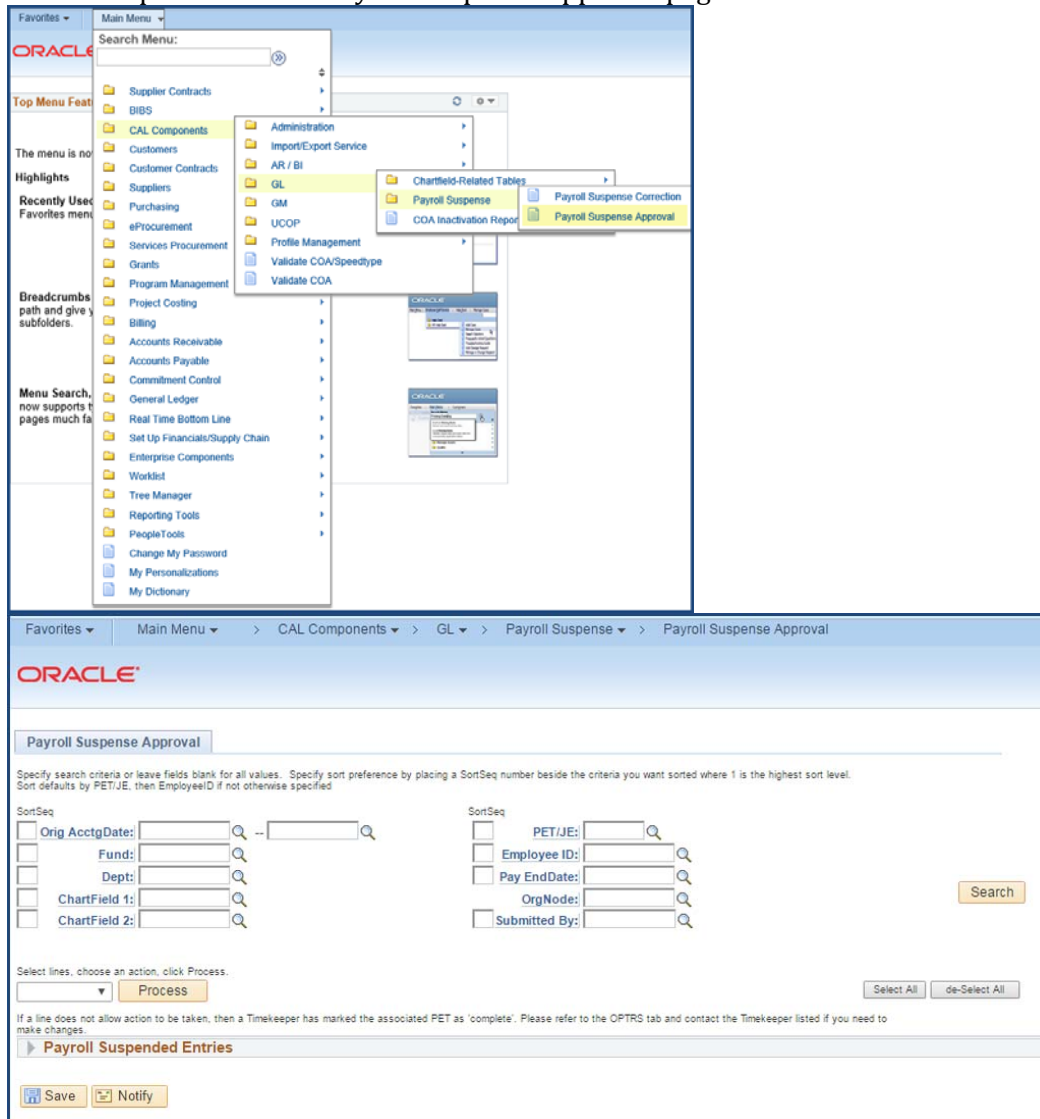 Favorites Main Menu
Search Menu:
ORACLE
Top Menu Feat
The menu is no
Highlights
Recently Used
Favorites menu
Breadcrumbs
path and give y
subfolders.
Menu Search,
now supports t
pages much fa
Supplier Contracts
BIBS
CAL Components
Customers
Customer Contracts
Suppliers
Purchasing
eProcurement
Services Procurement
Grants
Program Management
Project Costing
Billing
Accounts Receivable
Accounts Payable
Commitment Control
General Ledger
Real Time Bottom Line
Set Up Financials/Supply Chain
Enterprise Components
Worklist
Tree Manager
Reporting Tools
PeopleTools
Change My Password
My Personalizations
My Dictionary
Administration
Import/Export Service
AR / BI
GL
GM
UCOP
Profile Management
Validate COA/Speedtype
Validate COA
Chartfield-Related Tables
Payroll Suspense
COA Inactivation Repor
Payroll Suspense Correction
Payroll Suspense Approval
ORACLE
ORACLE
Favorites Main Menu > CAL Components > GL > Payroll Suspense > Payroll Suspense Approval
ORACLE
Payroll Suspense Approval
Specify search criteria or leave fields blank for all values. Specify sort preference by placing a SortSeq number beside the criteria you want sorted where 1 is the highest sort level.
Sort defaults by PET/JE, then EmployeeID if not otherwise specified
SortSeq SortSeq
Orig AcctgDate: -- PET/JE:
Fund: Employee ID:
Dept: Pay EndDate:
ChartField 1: OrgNode:
Search
ChartField 2: Submitted By:
Select lines, choose an action, click Process.
Process Select All de-Select All
If a line does not allow action to be taken, then a Timekeeper has marked the associated PET as 'complete'. Please refer to the OPTRS tab and contact the Timekeeper listed if you need to
make changes.
Payroll Suspended Entries
Save Notify